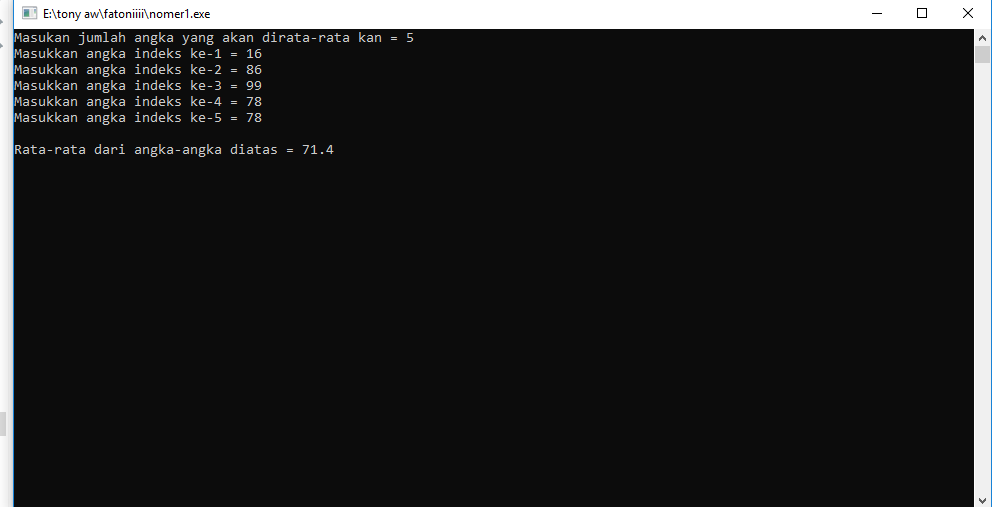 E:\tony aw\fatoniiii\nomer1.exe
Masukan jumlah angka yang akan dirata-rata kan = 5
Masukkan angka indeks ke-1 = 16
Masukkan angka indeks ke-2 = 86
Masukkan angka indeks ke-3 = 99
Masukkan angka indeks ke-4 = 78
Masukkan angka indeks ke-5 = 78
Rata-rata dari angka-angka diatas = 71.4